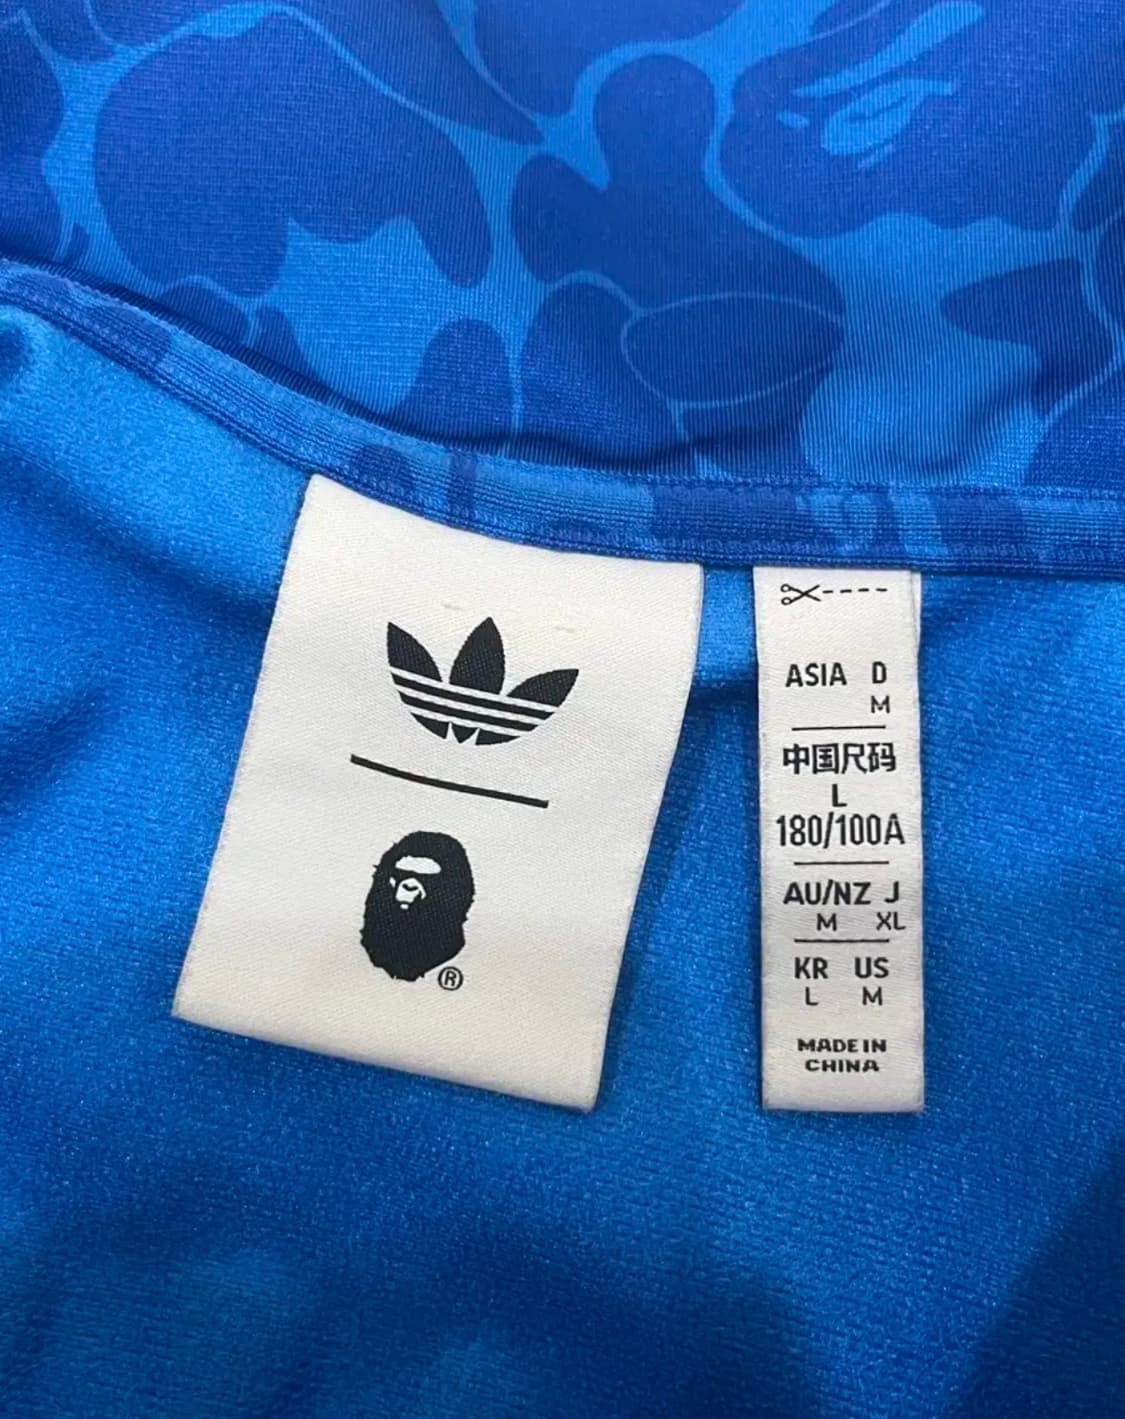 ®
ASIA D
M
中国尺码
L
180/100A
AU/NZ J
M XL
KR US
L M
MADE IN
CHINA